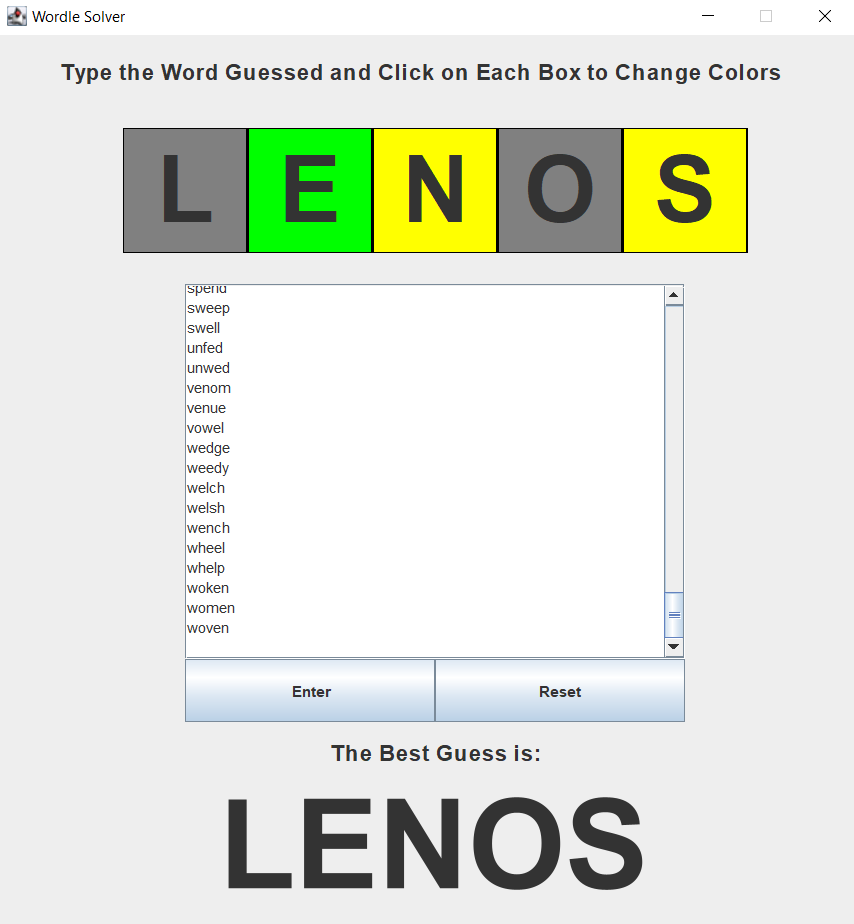 Wordle Solver
Type the Word Guessed and Click on Each Box to Change Colors
L E N O S
spend
sweep
swell
unfed
unwed
venom
venue
vowel
wedge
weedy
welch
welsh
wench
wheel
whelp
woken
women
woven
Enter Reset
The Best Guess is:
LENOS